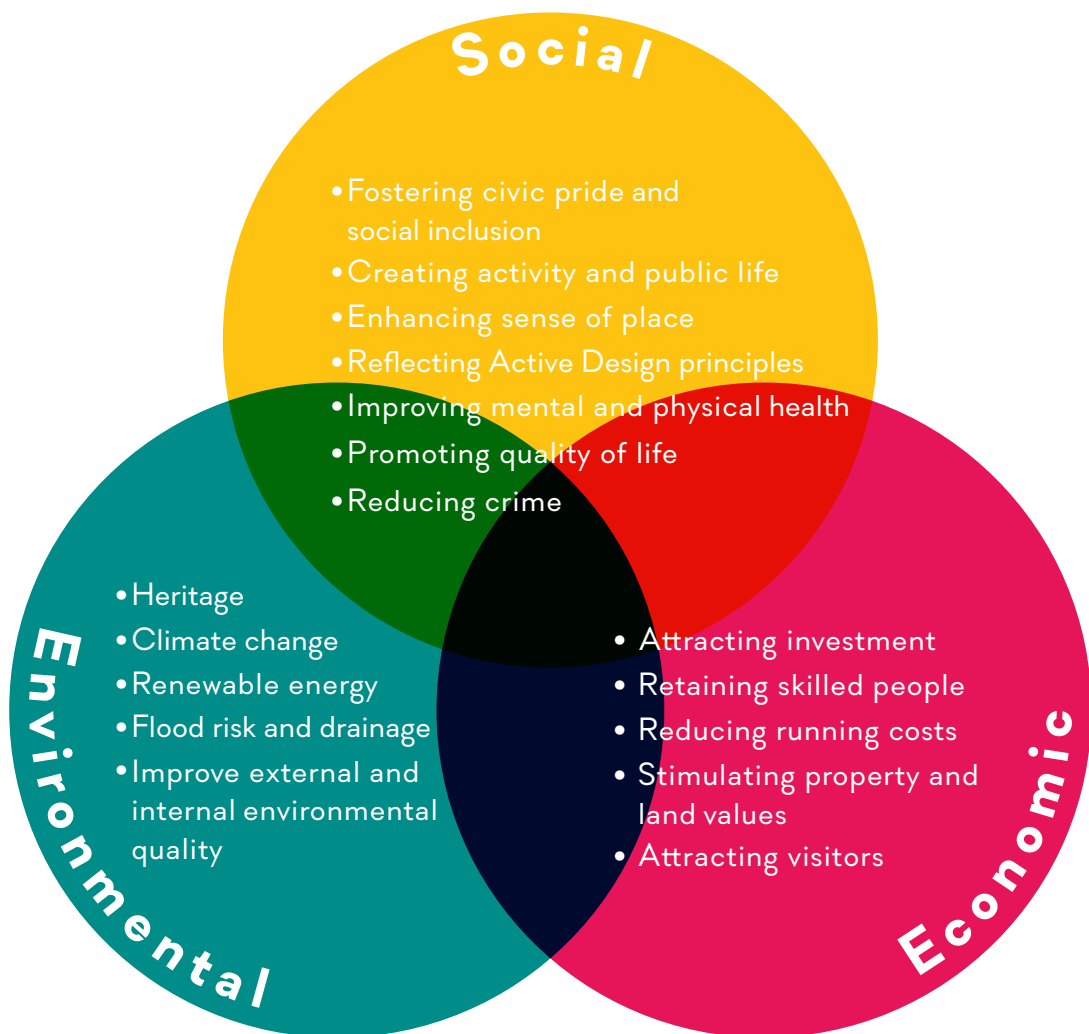 Social
•Fostering civic pride and
social inclusion
•Creating activity and public life
•Enhancing sense of place
•Reflecting Active Design principles
•Improving mental and physical health
•Promoting quality of life
•Reducing crime
Environmental
•Heritage
•Climate change
•Renewable energy
•Flood risk and drainage
•Improve external and
internal environmental
quality
Economic
• Attracting investment
• Retaining skilled people
• Reducing running costs
• Stimulating property and
land values
• Attracting visitors